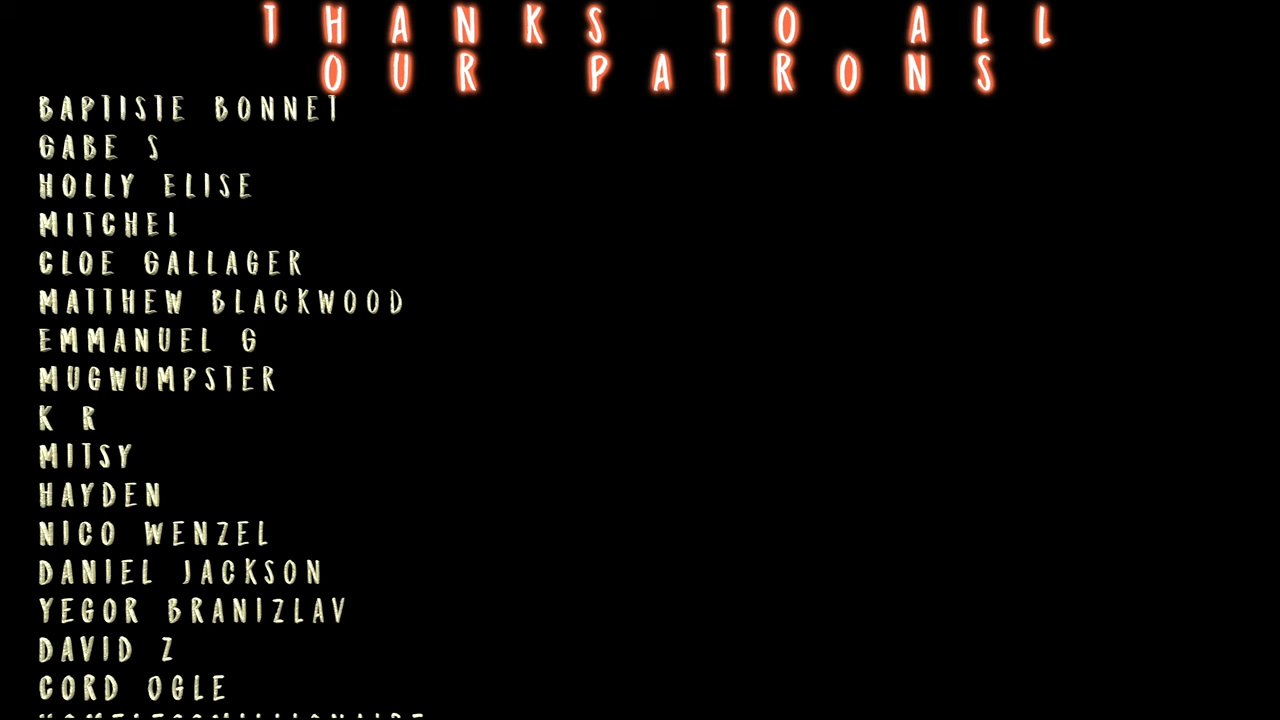 THANKS TO ALL
OUR PATRONS
BAPTISTE BONNET
GABE S
HOLLY ELISE
MITCHEL
CLOE GALLAGER
MATTHEW BLACKWOOD
EMMANUEL G
MUGWUMPSTER
K R
MITSY
HAYDEN
NICO WENZEL
DANIEL JACKSON
YEGOR BRANIZLAV
DAVID Z
CORD OGLE